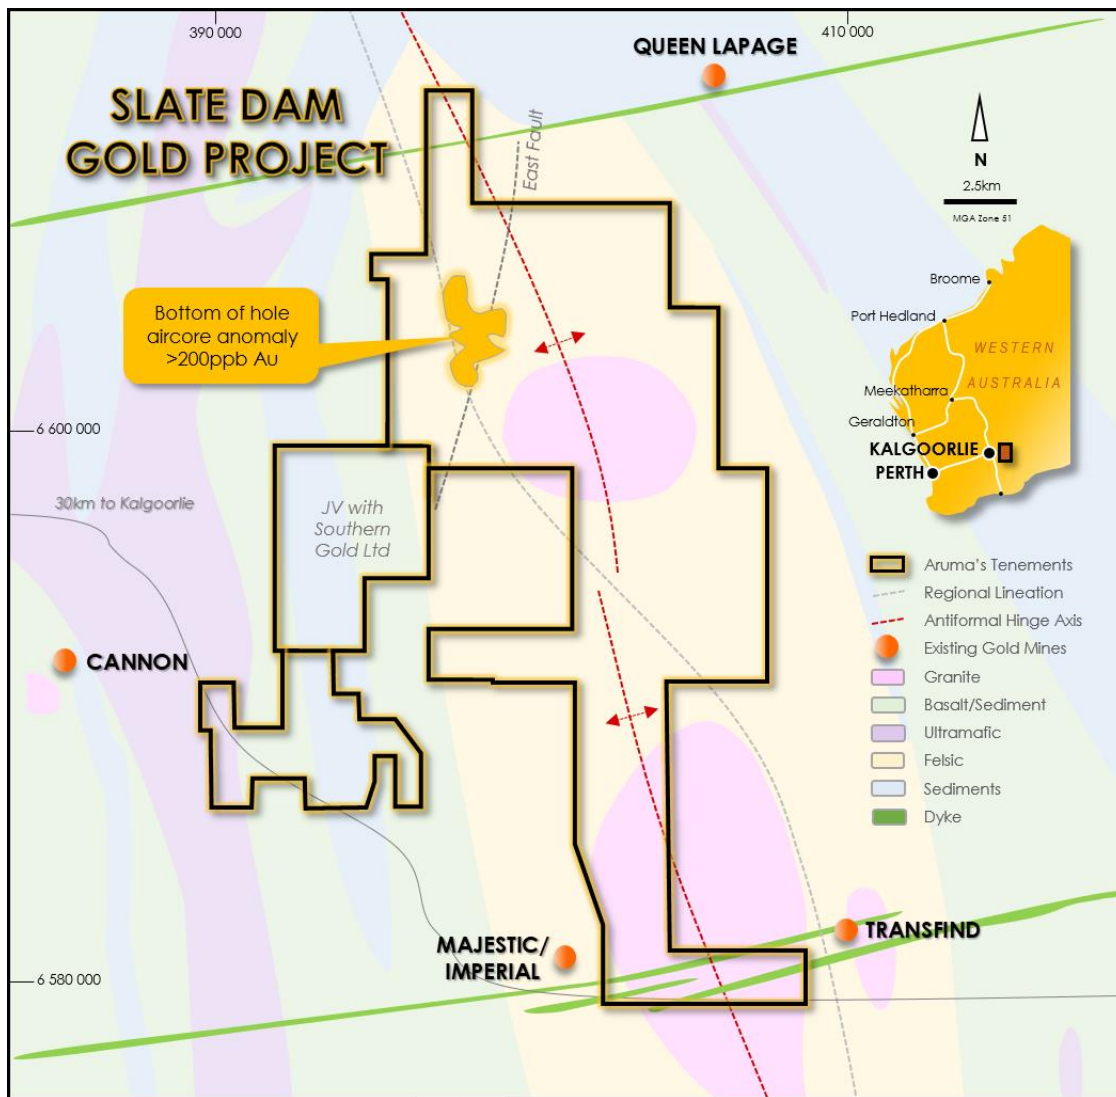 390 000
410 000
QUEEN LAPAGE
SLATE DAM
GOLD PROJECT
East Fault
N
2.5km
MGA Zone 51
Broome
Port Hedland
WESTERN
AUSTRALIA
Meekatharra
Geraldton
KALGOORLIE
PERTH
Bottom of hole
aircore anomaly
>200ppb Au
6 600 000
30km to Kalgoorlie
JV with
Southern
Gold Ltd
CANNON
Aruma's Tenements
Regional Lineation
Antiformal Hinge Axis
Existing Gold Mines
Granite
Basalt/Sediment
Ultramafic
Felsic
Sediments
Dyke
MAJESTIC/
IMPERIAL
TRANSFIND
6 580 000